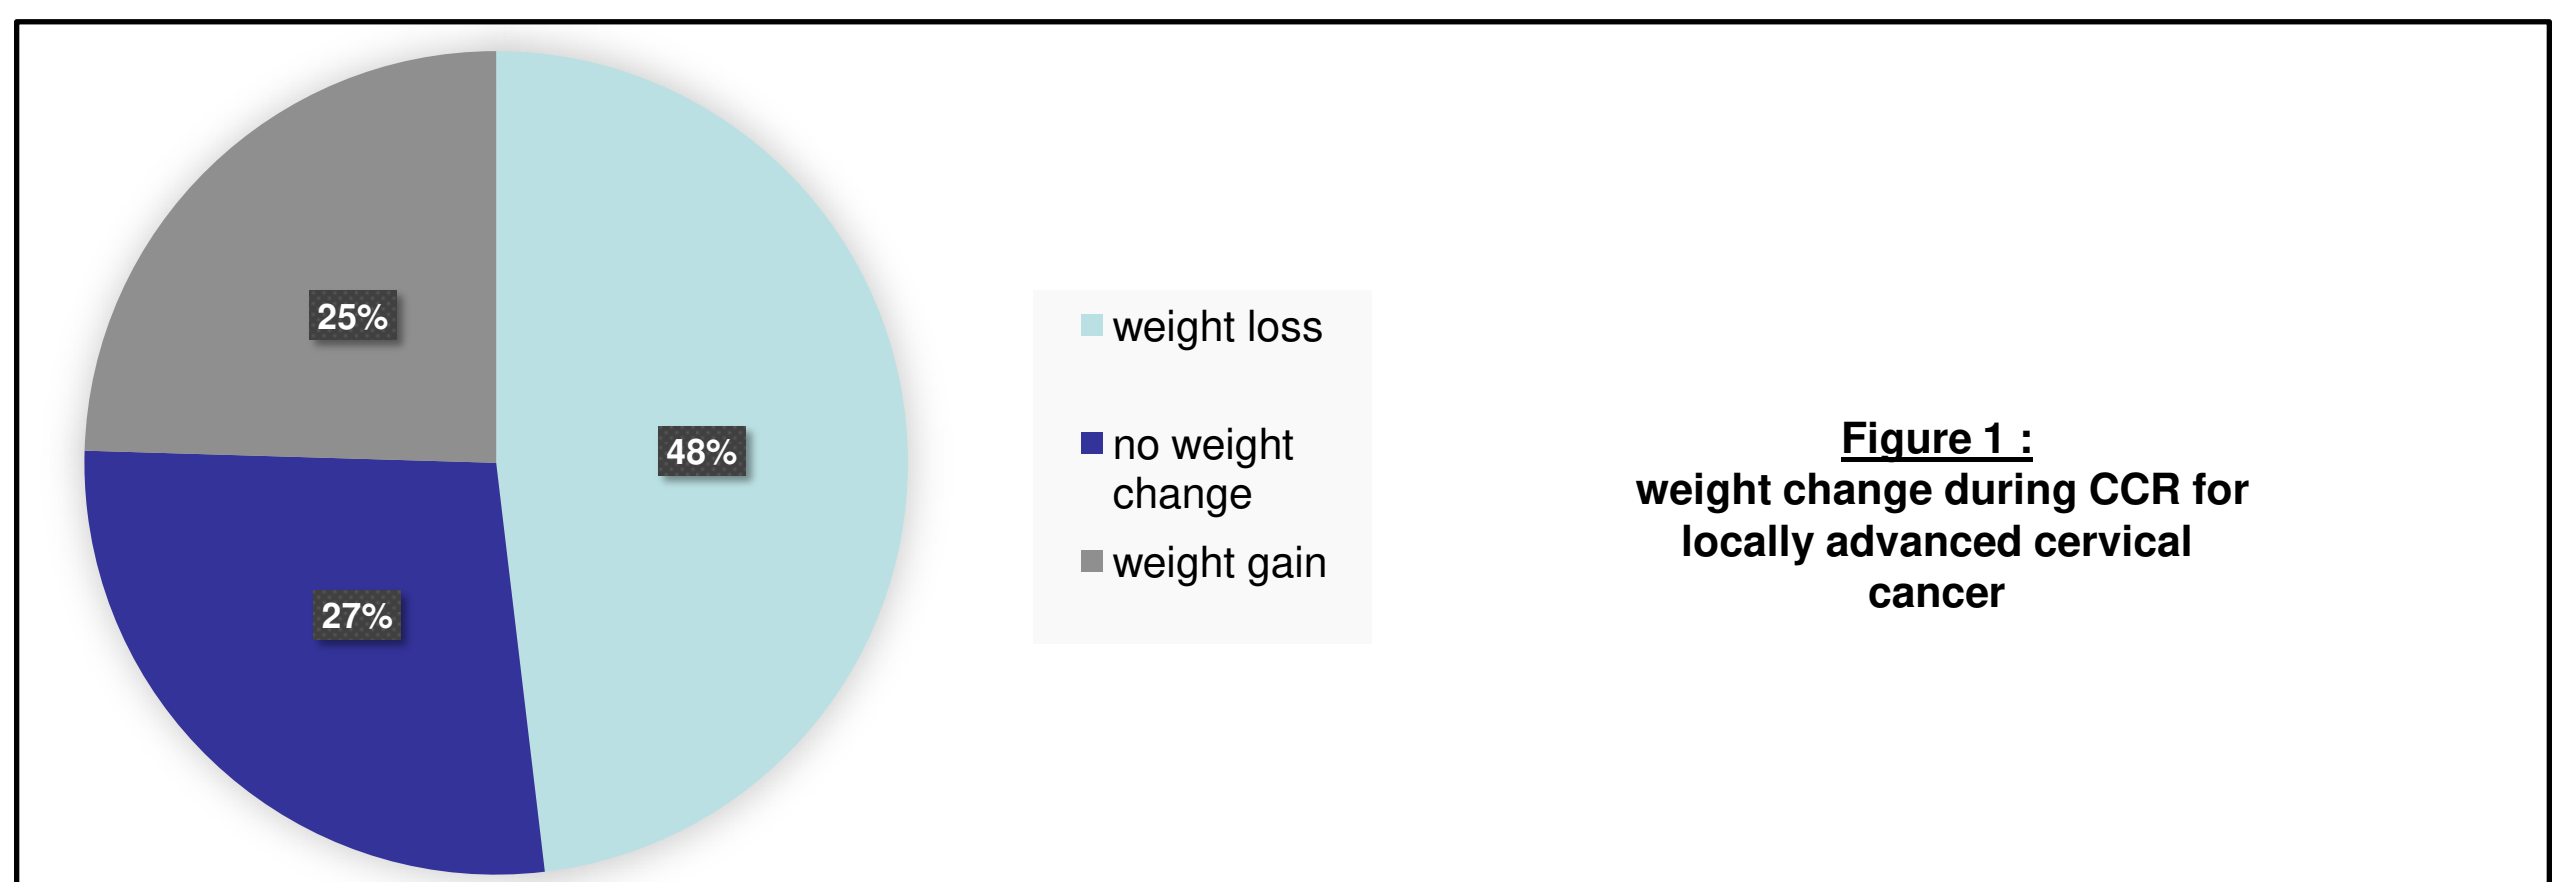 25%
48%
27%
weight loss
no weight
change
weight gain
Figure 1 :
weight change during CCR for
locally advanced cervical
cancer